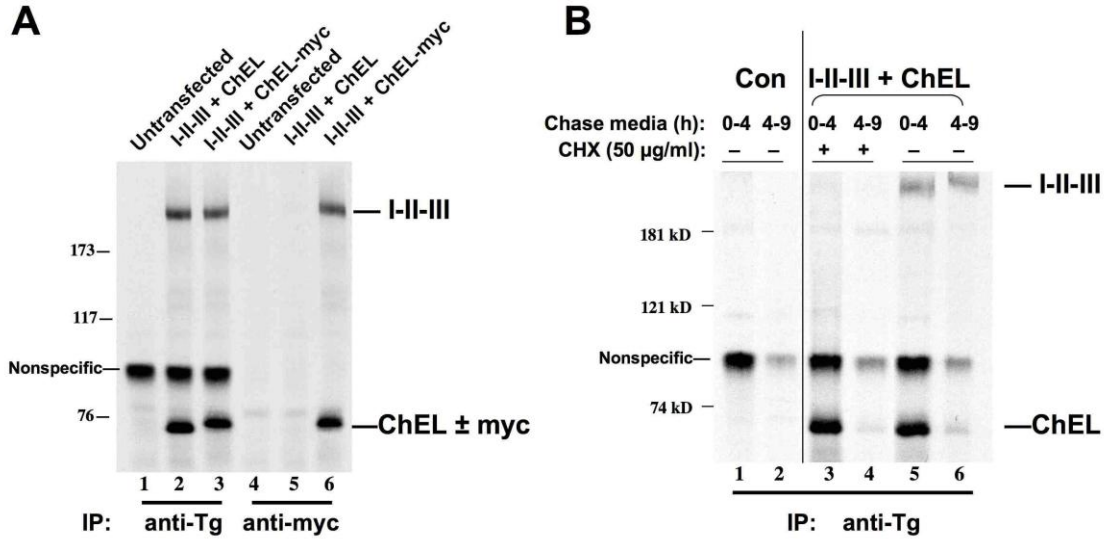 A
Untransfected
I-II-III + ChEL
I-II-III + ChEL-myc
Untransfected
I-II-III + ChEL
I-II-III + ChEL-myc
I-II-III
173
117
Nonspecific
76
ChEL ± myc
1 2 3 4 5 6
IP: anti-Tg anti-myc
B
Con I-II-III + ChEL
Chase media (h): 0-4 4-9 0-4 4-9 0-4 4-9
CHX (50 µg/ml): – – + + – –
I-II-III
181 kD
121 kD
Nonspecific
74 kD
ChEL
1 2 3 4 5 6
IP: anti-Tg